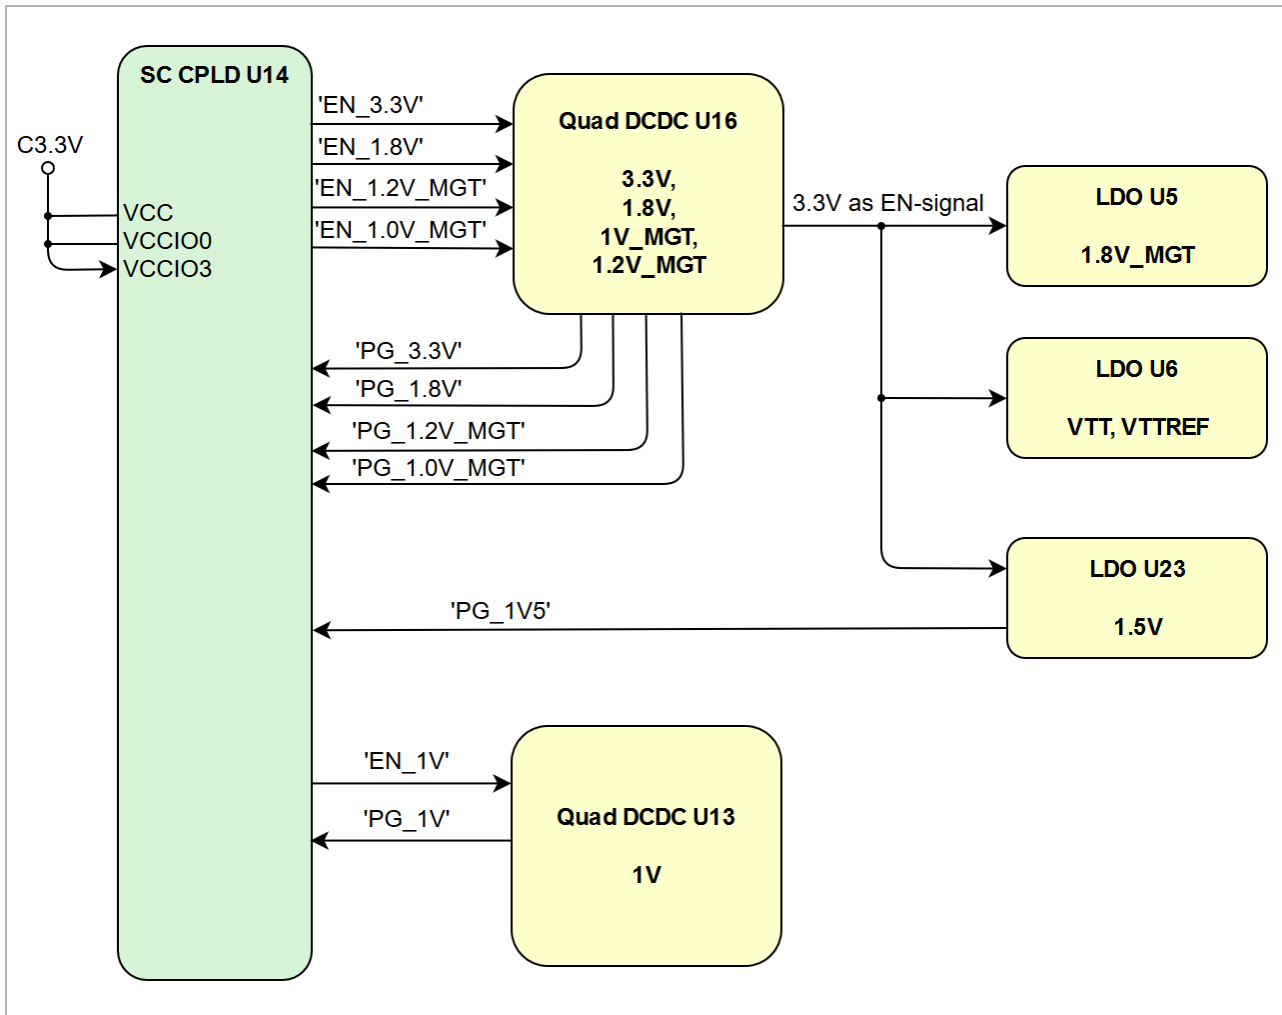 SC CPLD U14
C3.3V
VCC
VCCIO0
VCCIO3
'EN_3.3V'
'EN_1.8V'
'EN_1.2V_MGT'
'EN_1.0V_MGT'
Quad DCDC U16
3.3V,
1.8V,
1V_MGT,
1.2V_MGT
3.3V as EN-signal
LDO U5
1.8V_MGT
LDO U6
VTT, VTTREF
LDO U23
1.5V
'PG_3.3V'
'PG_1.8V'
'PG_1.2V_MGT'
'PG_1.0V_MGT'
'PG_1V5'
'EN_1V'
'PG_1V'
Quad DCDC U13
1V